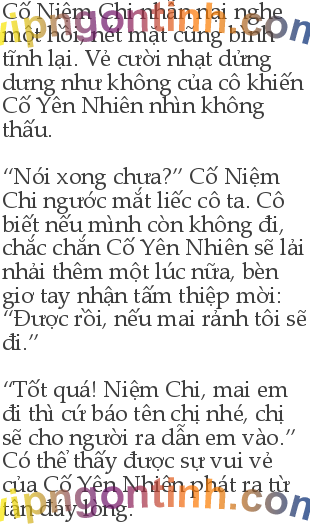 Cố Niệm Chi nhẫn lại nghe
một hồi, nét mặt cũng bình
tĩnh lại. Vẻ cười nhạt dửng
dưng như không của cô khiến
Cố Yên Nhiên nhìn không
thấu.
“Nói xong chưa?” Cố Niệm
Chi ngước mắt liếc cô ta. Cô
biết nếu mình còn không đi,
chắc chắn Cố Yên Nhiên sẽ lải
nhải thêm một lúc nữa, bèn
giơ tay nhận tấm thiệp mời:
“Được rồi, nếu mai rảnh tôi sẽ
đi.”
“Tốt quá! Niệm Chi, mai em
đi thì cứ báo tên chị nhé, chị
sẽ cho người ra dẫn em vào.”
Có thể thấy được sự vui vẻ
của Cố Yên Nhiên phát ra từ
tận đáy lòng.